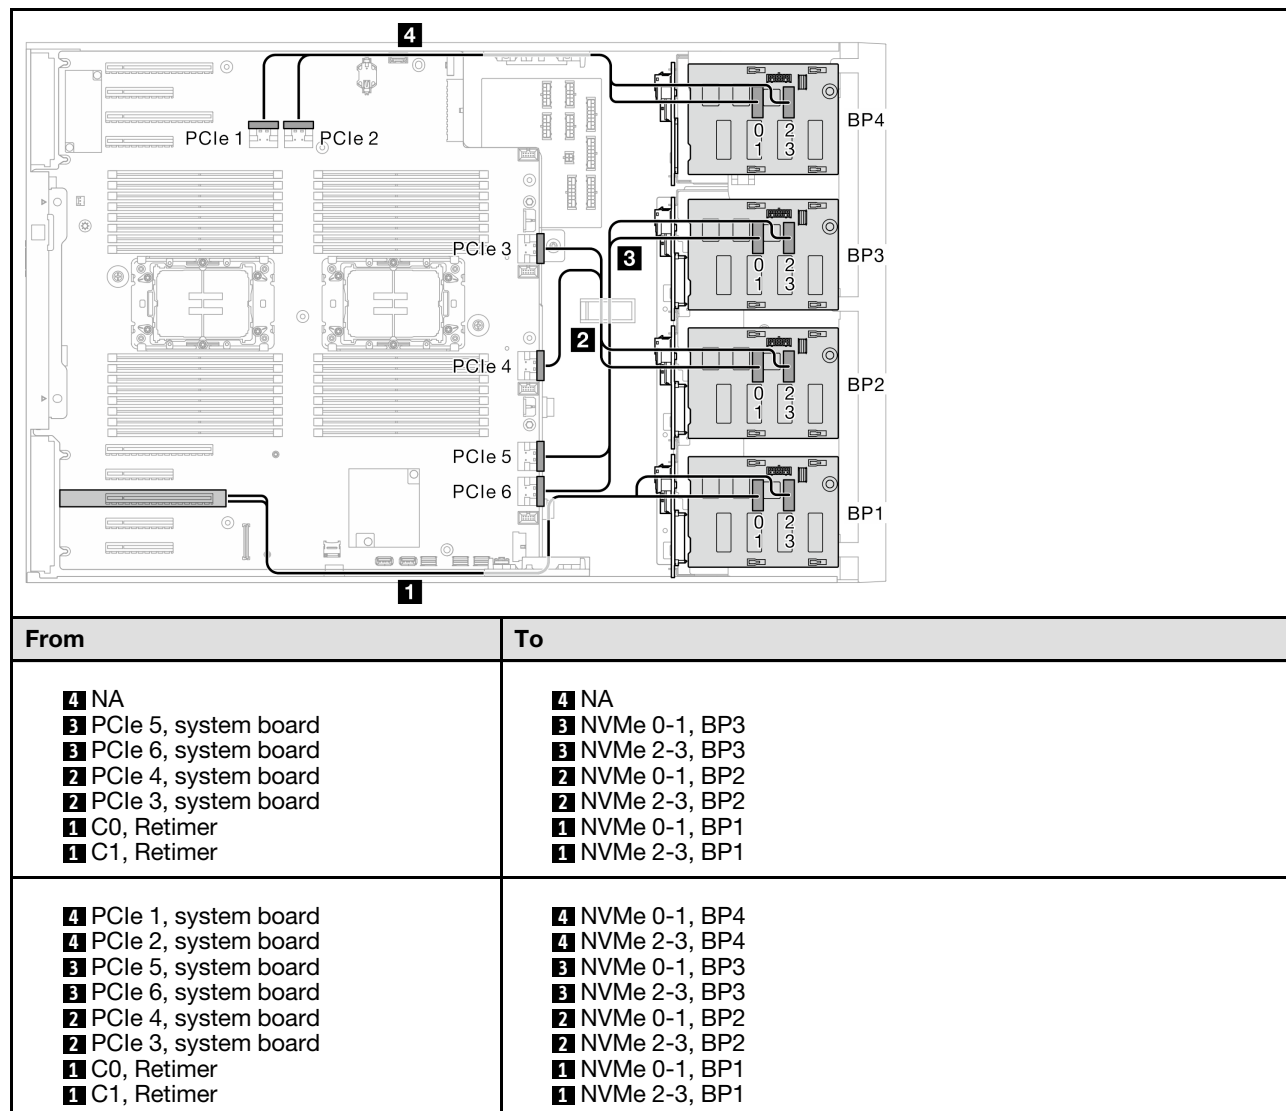 4
PCIe 1
PCIe 2
0 2
1 3
BP4
PCIe 3
3
0 2
1 3
BP3
2
PCIe 4
0 2
1 3
BP2
PCIe 5
PCIe 6
0 2
1 3
BP1
1
From To
4 NA 4 NA
3 PCIe 5, system board 3 NVMe 0-1, BP3
3 PCIe 6, system board 3 NVMe 2-3, BP3
2 PCIe 4, system board 2 NVMe 0-1, BP2
2 PCIe 3, system board 2 NVMe 2-3, BP2
1 C0, Retimer 1 NVMe 0-1, BP1
1 C1, Retimer 1 NVMe 2-3, BP1
4 PCIe 1, system board 4 NVMe 0-1, BP4
4 PCIe 2, system board 4 NVMe 2-3, BP4
3 PCIe 5, system board 3 NVMe 0-1, BP3
3 PCIe 6, system board 3 NVMe 2-3, BP3
2 PCIe 4, system board 2 NVMe 0-1, BP2
2 PCIe 3, system board 2 NVMe 2-3, BP2
1 C0, Retimer 1 NVMe 0-1, BP1
1 C1, Retimer 1 NVMe 2-3, BP1